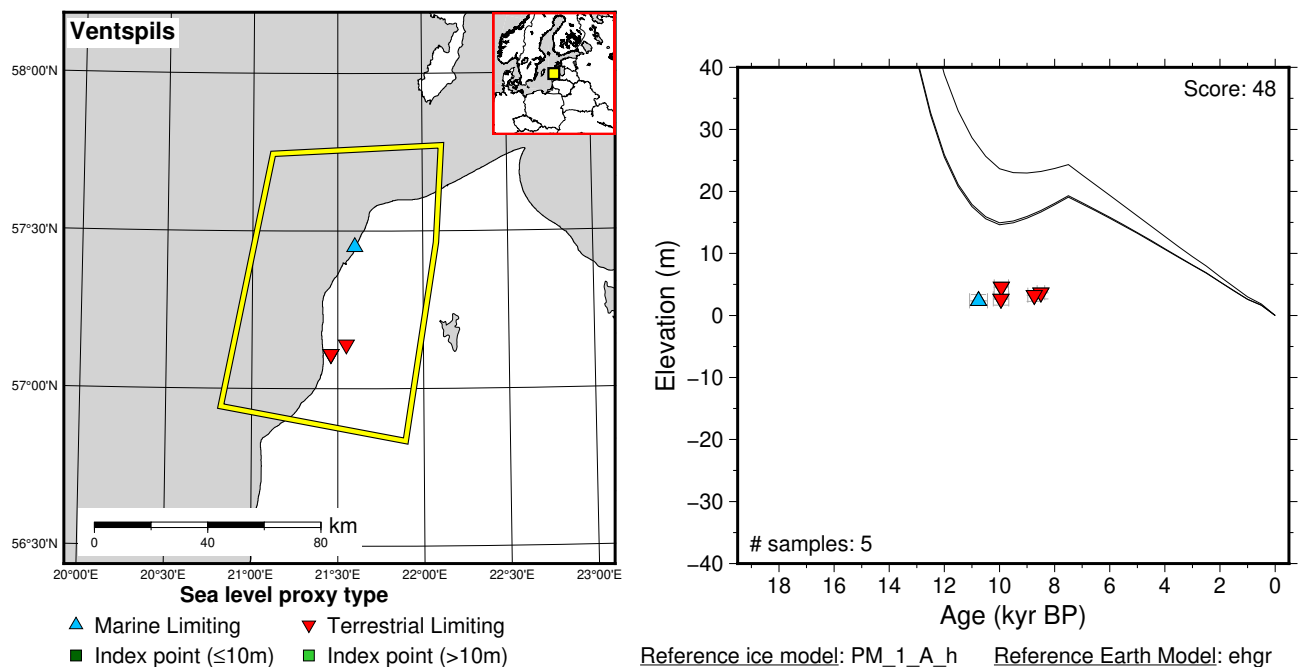 Ventspils
58°00'N
57°30'N
57°00'N
56°30'N
km
0 40 80
20°00'E 20°30'E 21°00'E 21°30'E 22°00'E 22°30'E 23°00'E
Sea level proxy type
Marine Limiting Terrestrial Limiting
Index point (≤10m) Index point (>10m)
Score: 48
40
30
20
10
0
−10
−20
−30
−40
Elevation (m)
# samples: 5
18 16 14 12 10 8 6 4 2 0
Age (kyr BP)
Reference ice model: PM_1_A_h Reference Earth Model: ehgr